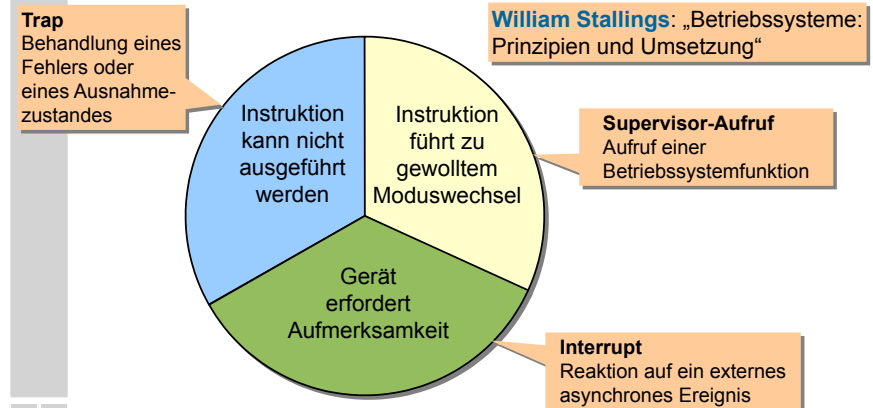 Trap
Behandlung eines
Fehlers oder
eines Ausnahme-
zustandes
William Stallings: „Betriebssysteme:
Prinzipien und Umsetzung“
Instruktion
kann nicht
ausgeführt
werden
Instruktion
führt zu
gewolltem
Moduswechsel
Supervisor-Aufruf
Aufruf einer
Betriebssystemfunktion
Gerät
erfordert
Aufmerksamkeit
Interrupt
Reaktion auf ein externes
asynchrones Ereignis